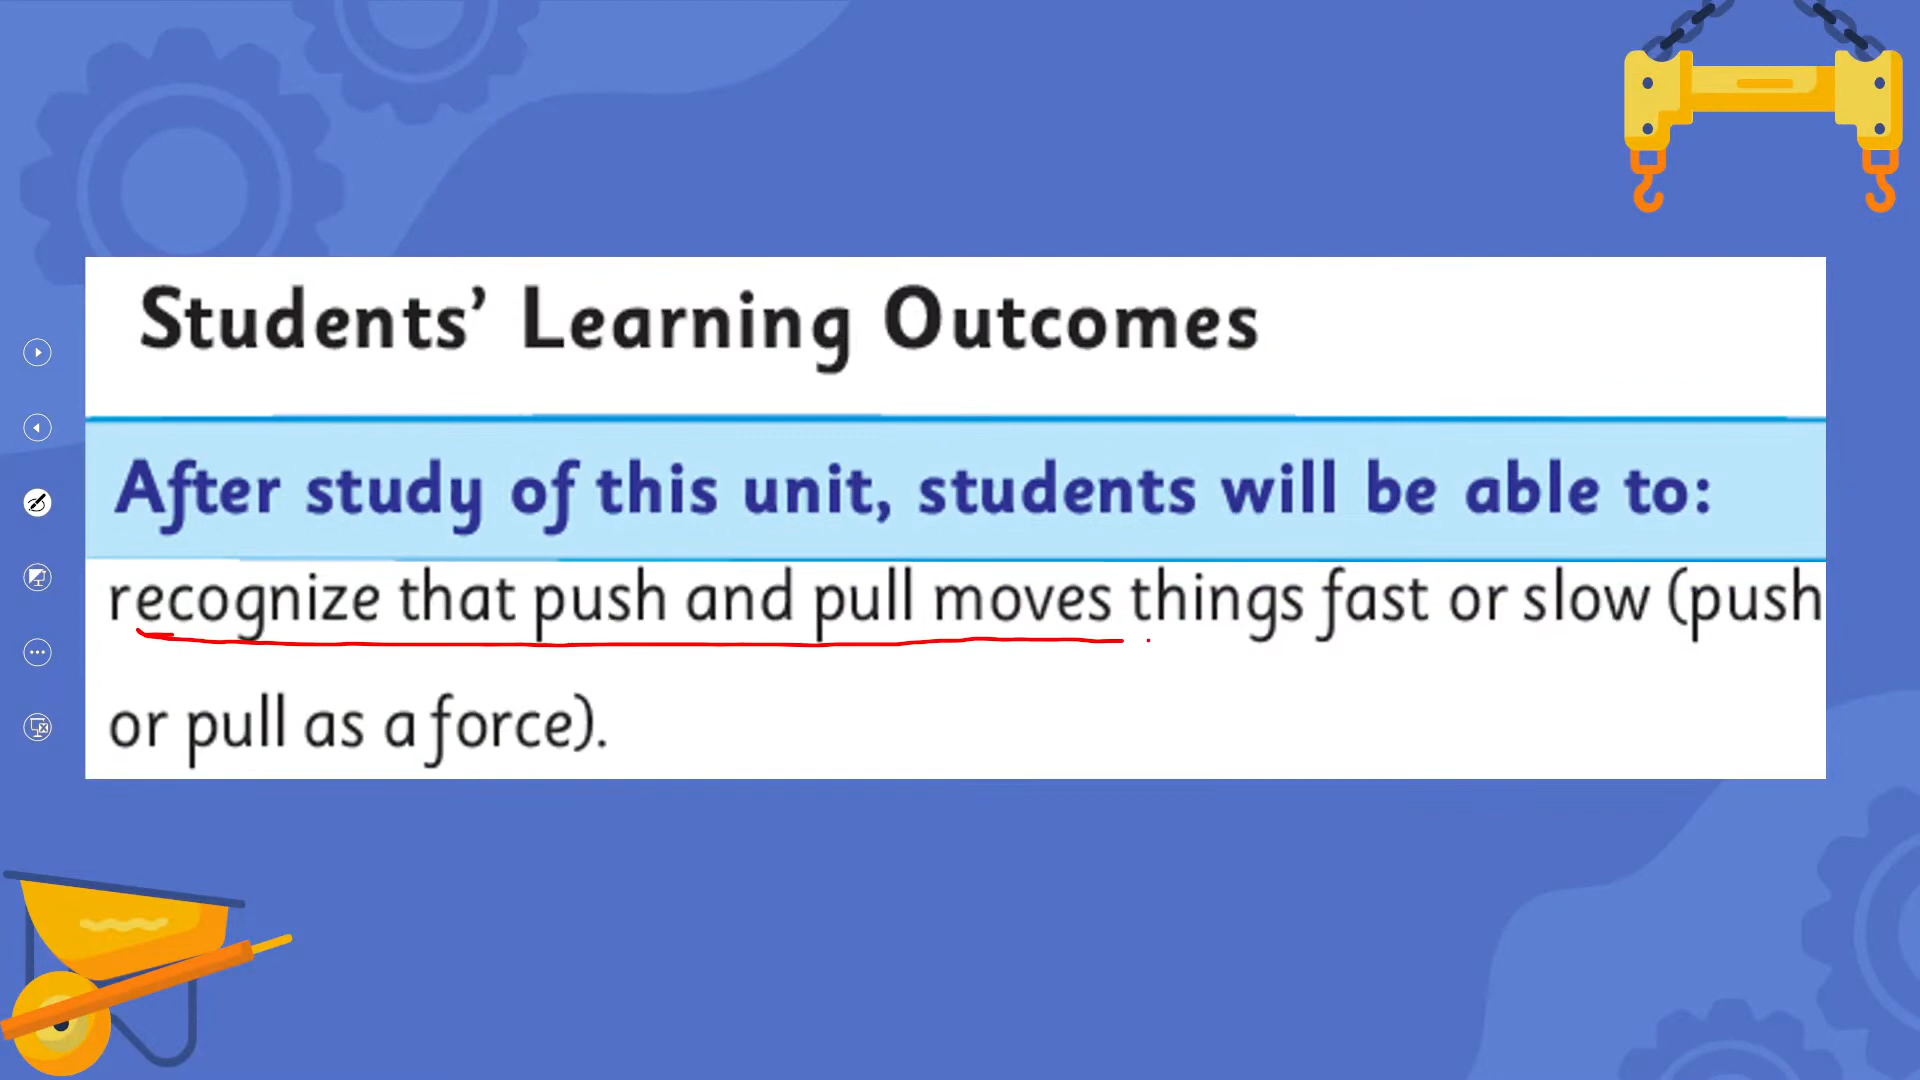 Students’ Learning Outcomes
After study of this unit, students will be able to:
recognize that push and pull moves things fast or slow (push
or pull as a force).